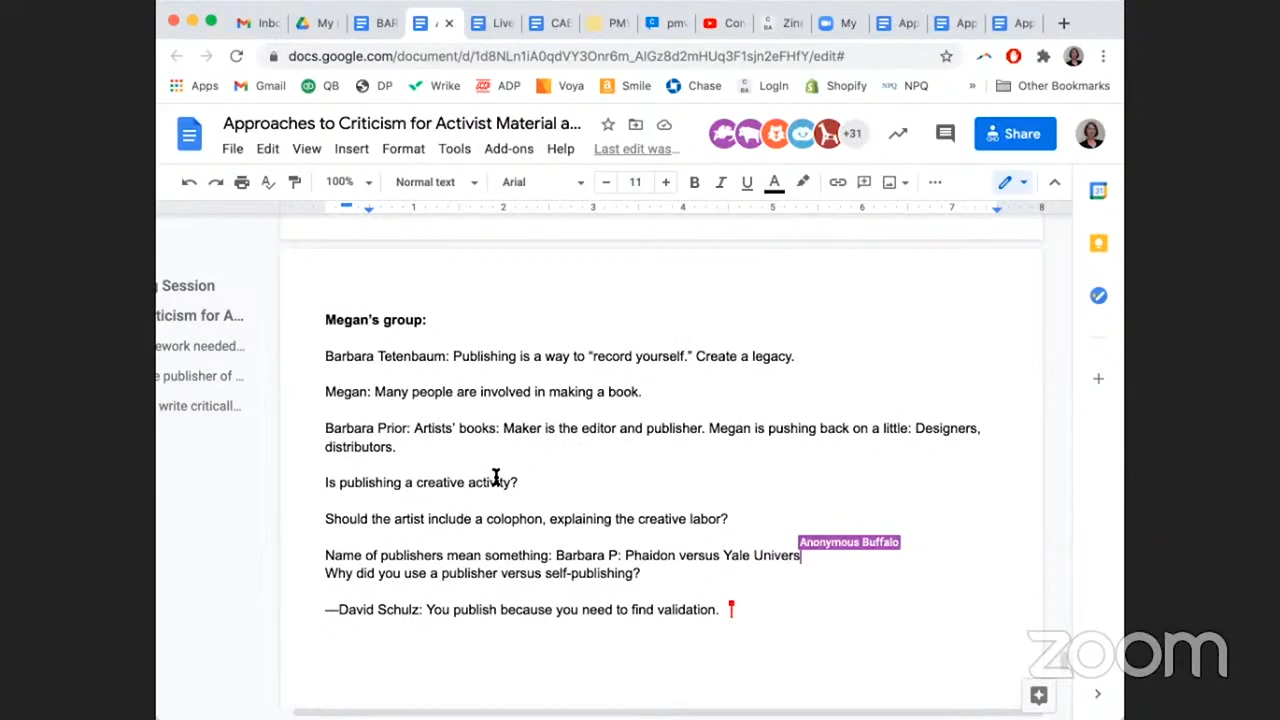 Inbo
My
BAR
Live
CAE
PM
pmv
Cor
Zin
My
App
App
App
docs.google.com/document/d/1d8NLn1iA0qdVY3Onr6m_AlGz8d2mHUq3F1sjn2eFHfY/edit#
Apps Gmail QB DP Wrike ADP Voya Smile Chase LogIn Shopify NPQ NPQ » Other Bookmarks
Approaches to Criticism for Activist Material a...
+31
Share
File Edit View Insert Format Tools Add-ons Help Last edit was...
100% Normal text Arial 11 B I U A
1 2 3 4 5 6 7 8
g Session
ticism for A...
ework needed...
e publisher of ...
write criticall...
Megan's group:
Barbara Tetenbaum: Publishing is a way to “record yourself.” Create a legacy.
Megan: Many people are involved in making a book.
Barbara Prior: Artists’ books: Maker is the editor and publisher. Megan is pushing back on a little: Designers,
distributors.
Is publishing a creative activity?
Should the artist include a colophon, explaining the creative labor?
Anonymous Buffalo
Name of publishers mean something: Barbara P: Phaidon versus Yale Univers
Why did you use a publisher versus self-publishing?
—David Schulz: You publish because you need to find validation.
zoom